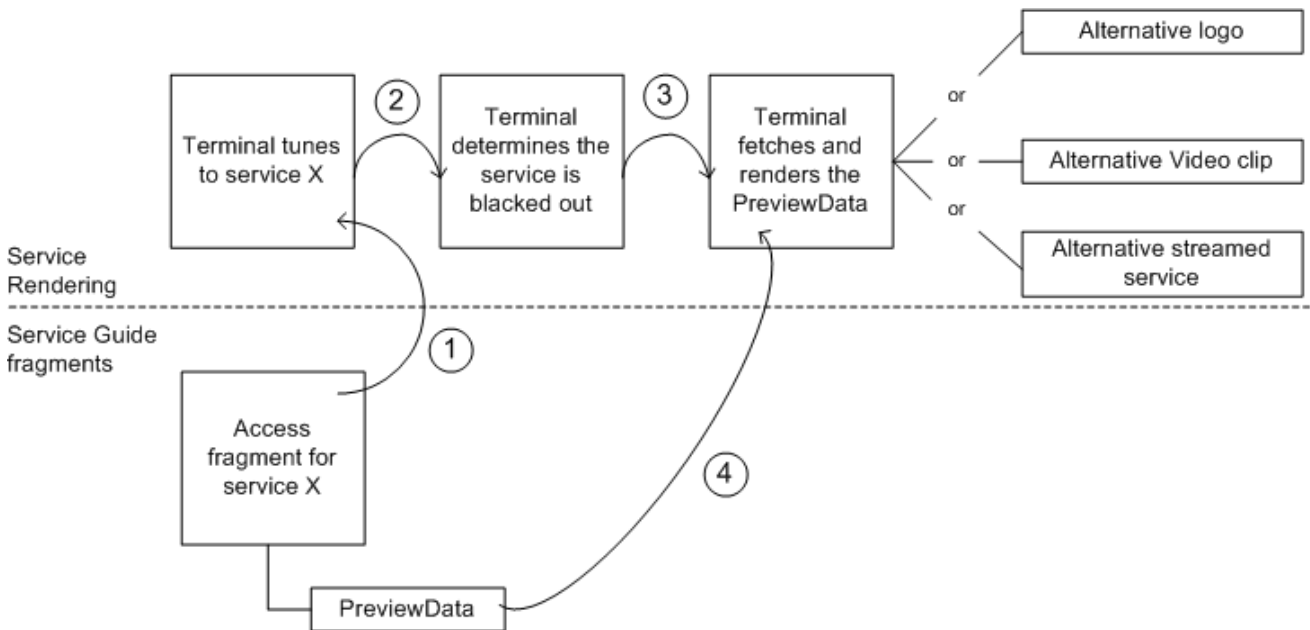 Alternative logo
2
3
or
Terminal tunes
to service X
Terminal
determines the
service is
blacked out
Terminal
fetches and
renders the
PreviewData
or
Alternative Video clip
or
Alternative streamed
service
Service
Rendering
Service Guide
fragments
1
Access
fragment for
service X
4
PreviewData